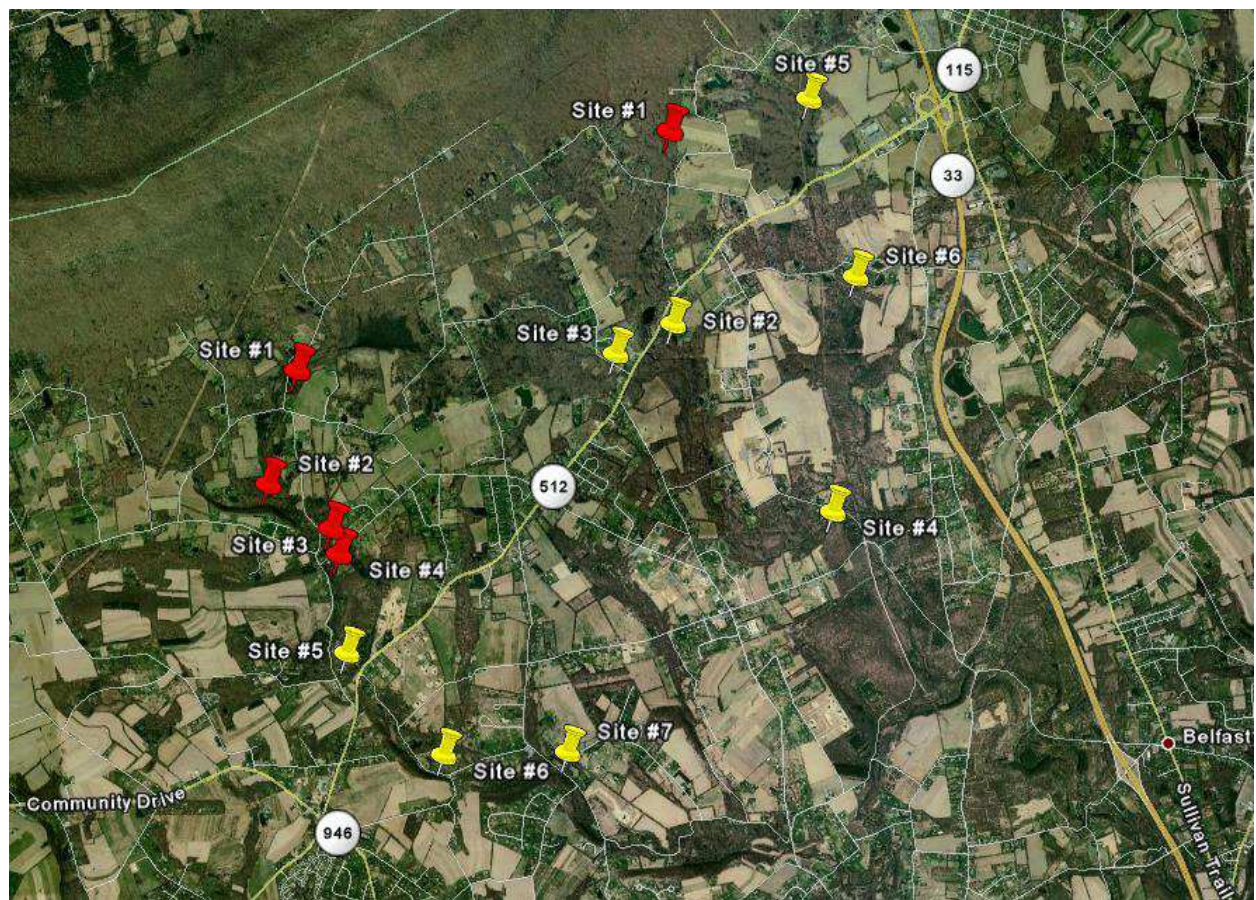 Site #5
115
Site #1
33
Site #6
Site #2
Site #3
Site #1
Site #2
512
Site #4
Site #3
Site #4
Site #5
Site #7
Belfast
Site #6
Community Drive
Sullivan Trail
946